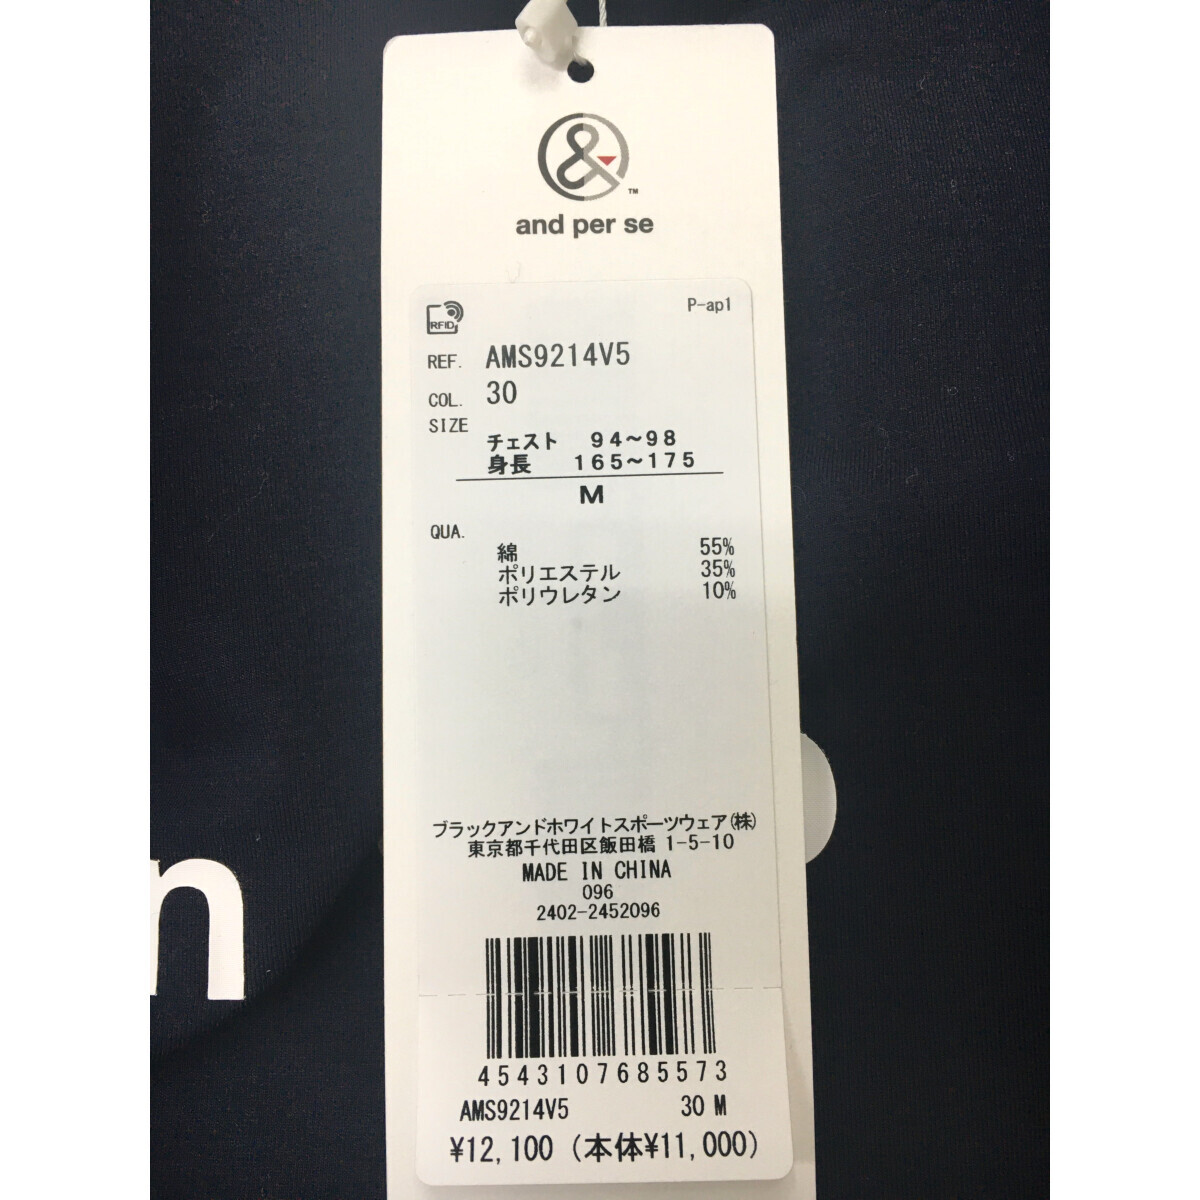 &
TM
and per se
RFID
P-ap1
REF. AMS9214V5
COL. 30
SIZE
チェスト 94~98
身長 165~175
M
QUA.
綿 55%
ポリエステル 35%
ポリウレタン 10%
ブラックアンドホワイトスポーツウェア(株)
東京都千代田区飯田橋 1-5-10
MADE IN CHINA
096
2402-2452096
n
4543107685573
AMS9214V5 30 M
¥12,100 (本体¥11,000)